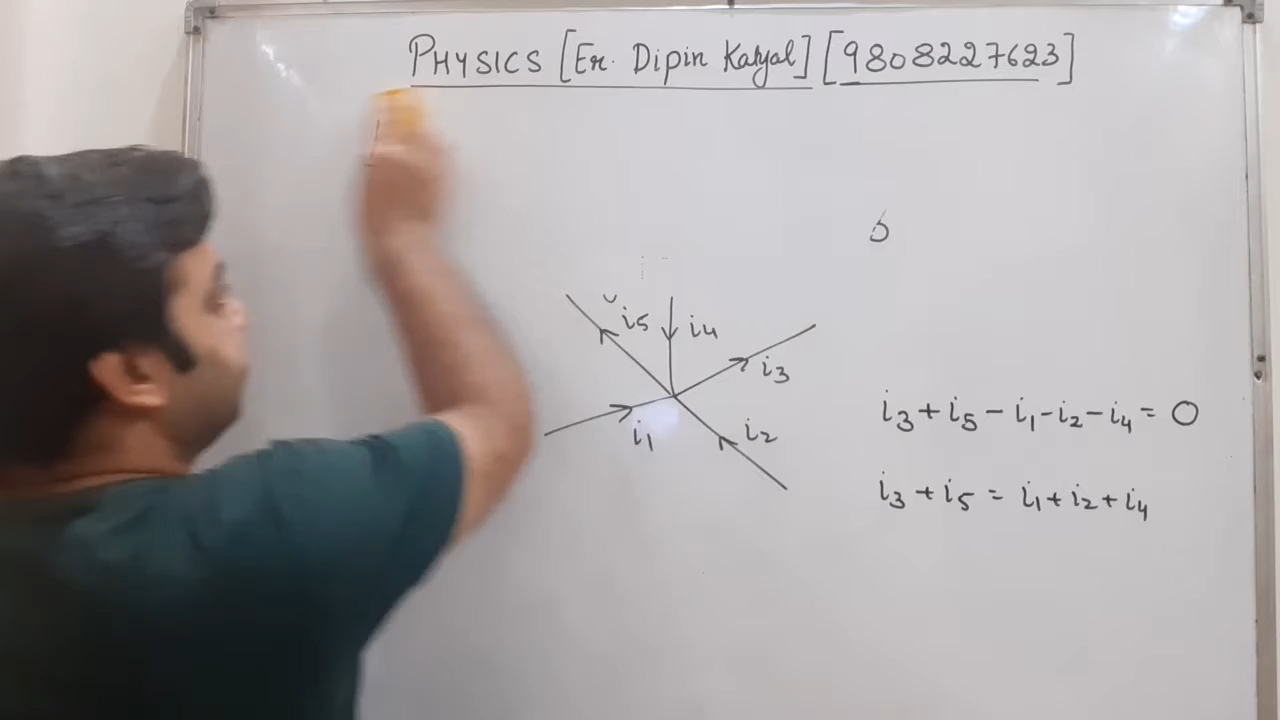 PHYSICS [Er. Dipin Katyal] [9808227623]
i5 i4
i3
i1 i2
i3 + i5 - i1 - i2 - i4 = 0
i3 + i5 = i1 + i2 + i4